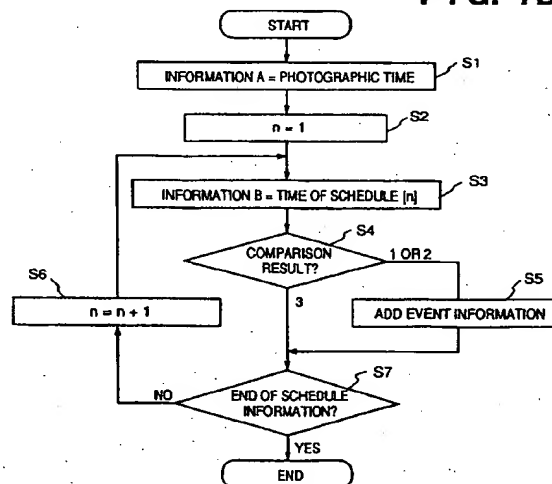 START
S1
INFORMATION A = PHOTOGRAPHIC TIME
S2
n = 1
S3
INFORMATION B = TIME OF SCHEDULE [n]
S4
COMPARISON
RESULT?
1 OR 2
S6
n = n + 1
3
S5
ADD EVENT INFORMATION
S7
NO
END OF SCHEDULE
INFORMATION?
YES
END